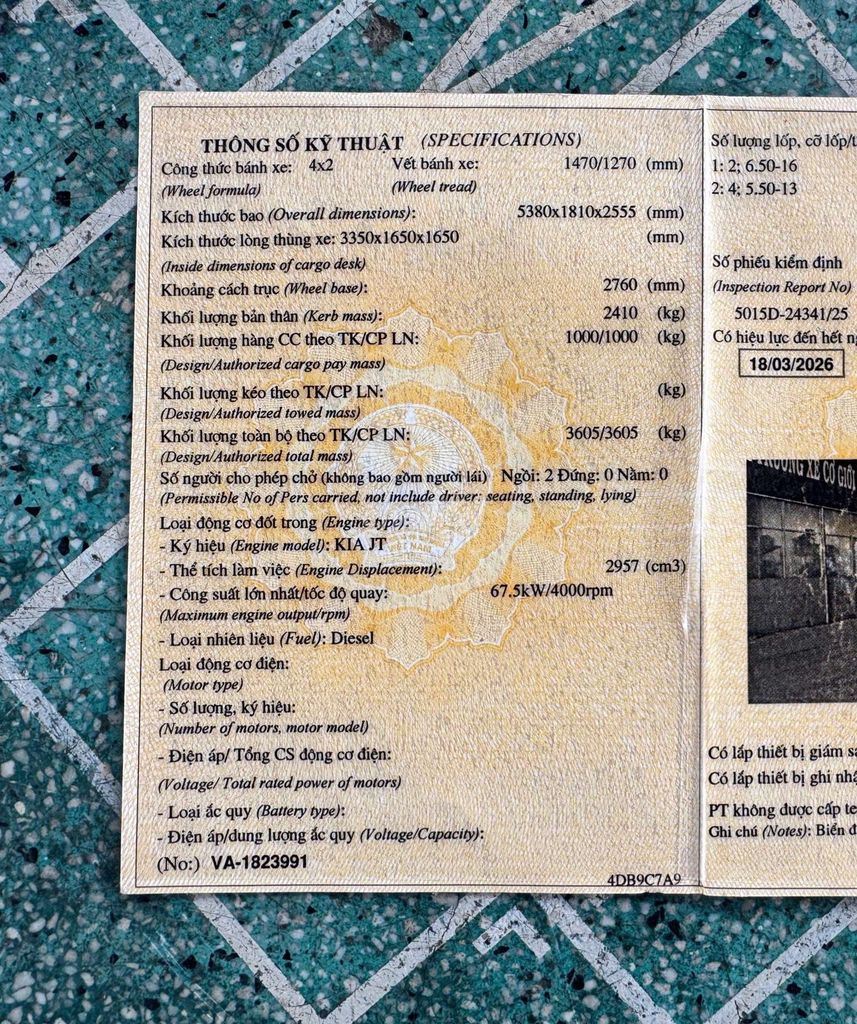 THÔNG SỐ KỸ THUẬT (SPECIFICATIONS)
Công thức bánh xe: 4x2 Vết bánh xe: 1470/1270 (mm)
(Wheel formula) (Wheel tread)
Kích thước bao (Overall dimensions): 5380x1810x2555 (mm)
Kích thước lòng thùng xe: 3350x1650x1650 (mm)
(Inside dimensions of cargo desk)
Khoảng cách trục (Wheel base): 2760 (mm)
Khối lượng bản thân (Kerb mass): 2410 (kg)
Khối lượng hàng CC theo TK/CP LN: 1000/1000 (kg)
(Design/Authorized cargo pay mass)
Khối lượng kéo theo TK/CP LN: (kg)
(Design/Authorized towed mass)
Khối lượng toàn bộ theo TK/CP LN: 3605/3605 (kg)
(Design/Authorized total mass)
Số người cho phép chở (không bao gồm người lái) Ngồi: 2 Đứng: 0 Nằm: 0
(Permissible No of Pers carried, not include driver: seating, standing, lying)
Loại động cơ đốt trong (Engine type):
- Ký hiệu (Engine model): KIA JT
- Thể tích làm việc (Engine Displacement): 2957 (cm3)
- Công suất lớn nhất/tốc độ quay: 67.5kW/4000rpm
(Maximum engine output/rpm)
- Loại nhiên liệu (Fuel): Diesel
Loại động cơ điện:
(Motor type)
- Số lượng, ký hiệu:
(Number of motors, motor model)
- Điện áp/ Tổng CS động cơ điện:
(Voltage/ Total rated power of motors)
- Loại ắc quy (Battery type):
- Điện áp/dung lượng ắc quy (Voltage/Capacity):
(No:) VA-1823991
4DB9C7A9
Số lượng lốp, cỡ lốp/t
1: 2; 6.50-16
2: 4; 5.50-13
Số phiếu kiểm định
(Inspection Report No)
5015D-24341/25
Có hiệu lực đến hết ng
18/03/2026
XE CƠ GIỚI
Có lắp thiết bị giám sá
Có lắp thiết bị ghi nhậ
PT không được cấp te
Ghi chú (Notes): Biển đ